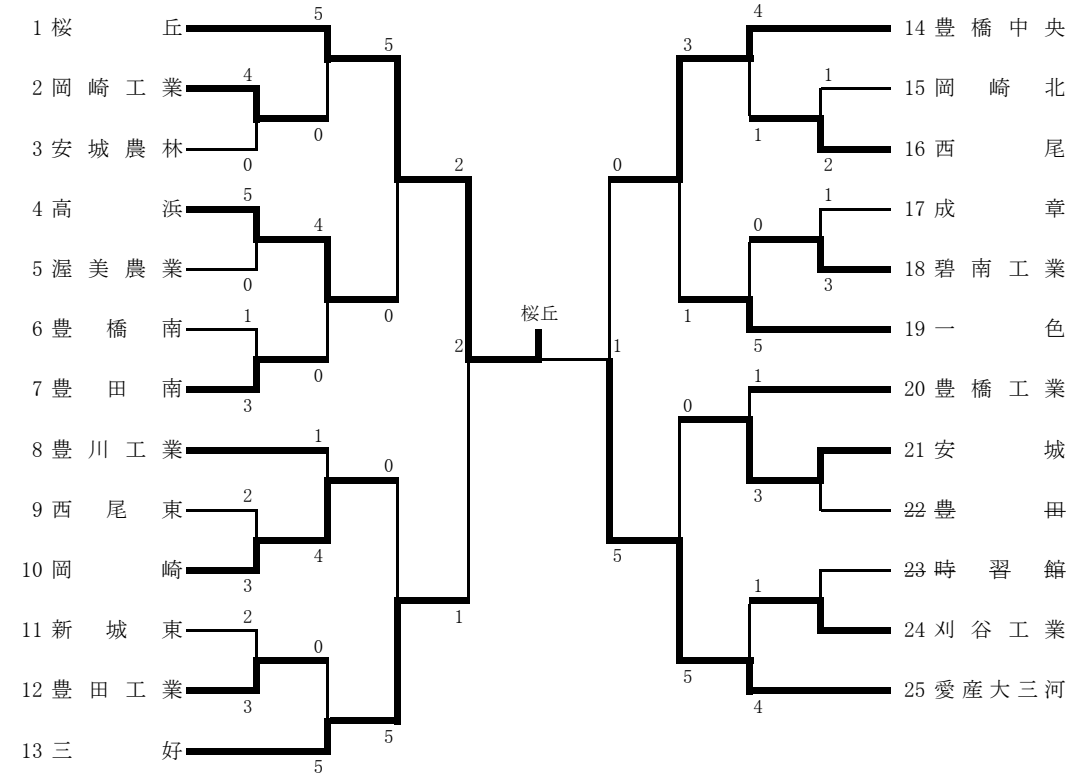 1 桜丘
2 岡崎工業
3 安城農林
4 高浜
5 渥美農業
6 豊橋南
7 豊田南
8 豊川工業
9 西尾東
10 岡崎
11 新城東
12 豊田工業
13 三好
5
4
0
0
5
0
4
1
3
0
5
0
1
2
3
4
0
2
3
0
5
5
2
1
2
桜丘
1
0
5
3
1
0
5
4
1
0
5
1
3
1
4
1
2
1
3
14 豊橋中央
15 岡崎北
16 西尾
17 成章
18 碧南工業
19 一色
20 豊橋工業
21 安城
22 豊田
23 時習館
24 刈谷工業
25 愛産大三河